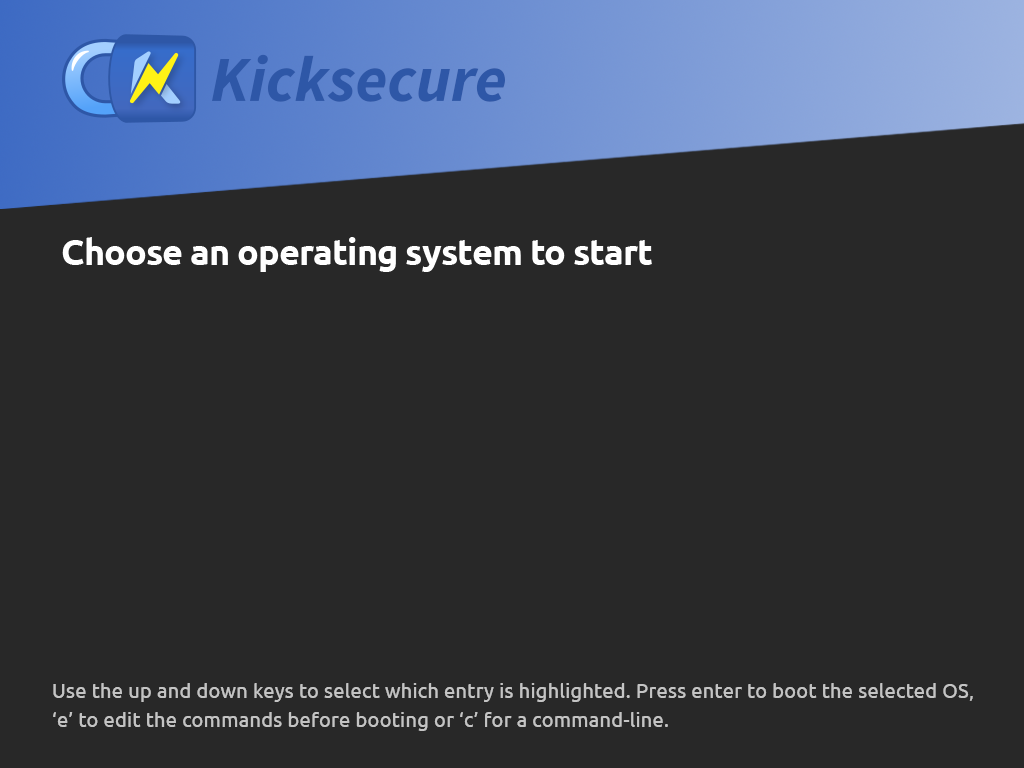 Kicksecure
Choose an operating system to start
Use the up and down keys to select which entry is highlighted. Press enter to boot the selected OS,
‘e’ to edit the commands before booting or ‘c’ for a command-line.